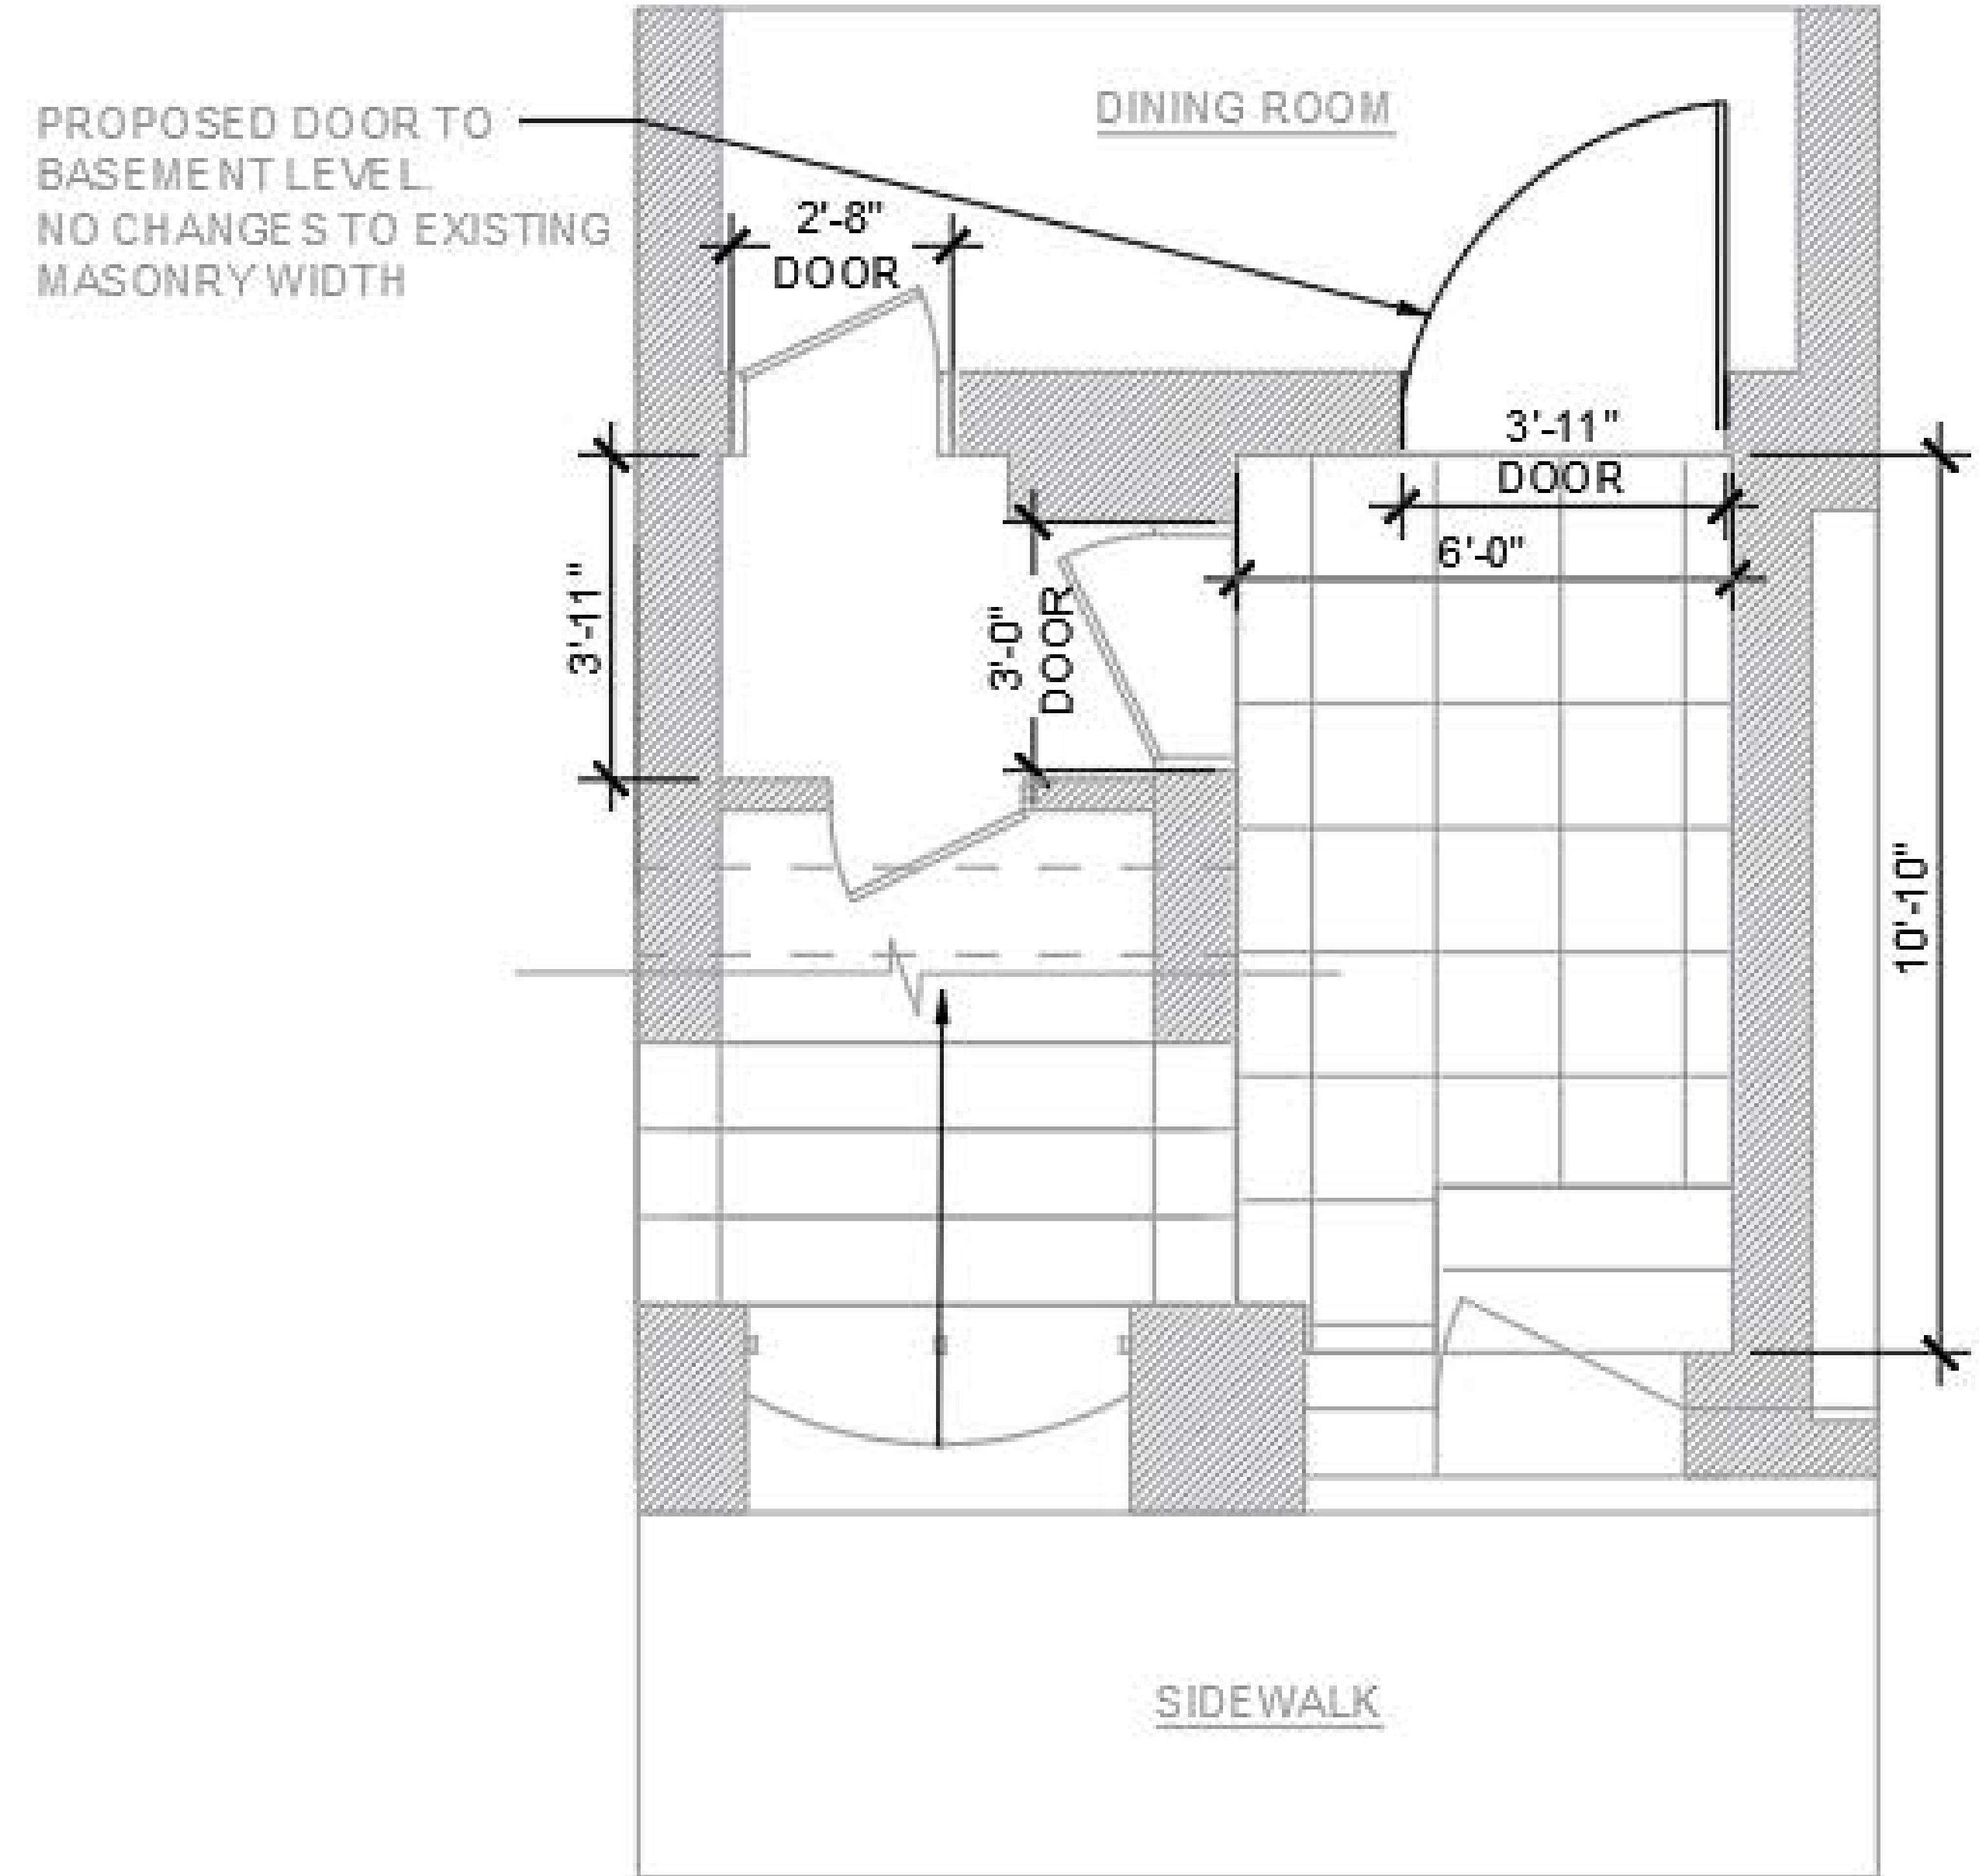 PROPOSED DOOR TO
BASEMENT LEVEL.
NO CHANGES TO EXISTING
MASONRY WIDTH
DINING ROOM
2'-8"
DOOR
3'-11"
DOOR
6'-0"
3'-11"
3'-0"
DOOR
10'-10"
SIDEWALK